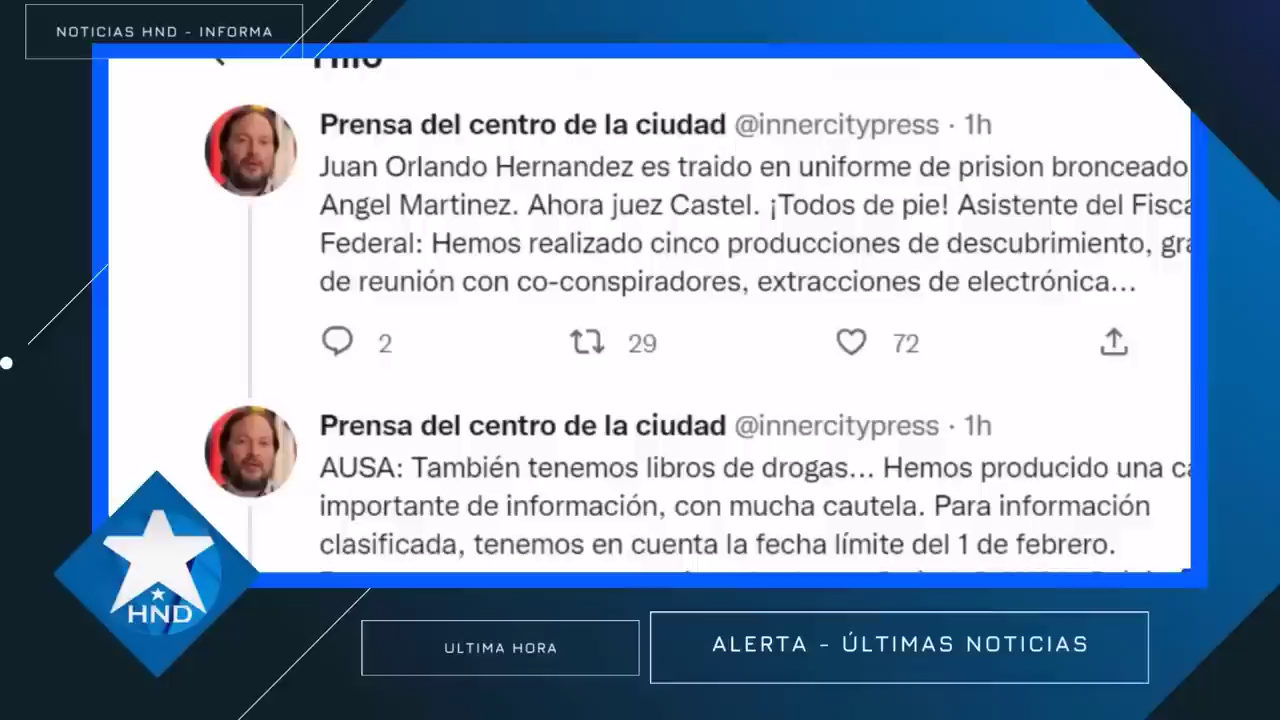 NOTICIAS HND - INFORMA
Hilo
Prensa del centro de la ciudad @innercitypress · 1h
Juan Orlando Hernandez es traido en uniforme de prision bronceado
Angel Martinez. Ahora juez Castel. ¡Todos de pie! Asistente del Fisca
Federal: Hemos realizado cinco producciones de descubrimiento, gra
de reunión con co-conspiradores, extracciones de electrónica...
2 29 72
Prensa del centro de la ciudad @innercitypress · 1h
AUSA: También tenemos libros de drogas... Hemos producido una ca
importante de información, con mucha cautela. Para información
clasificada, tenemos en cuenta la fecha límite del 1 de febrero.
HND
ULTIMA HORA
ALERTA - ÚLTIMAS NOTICIAS